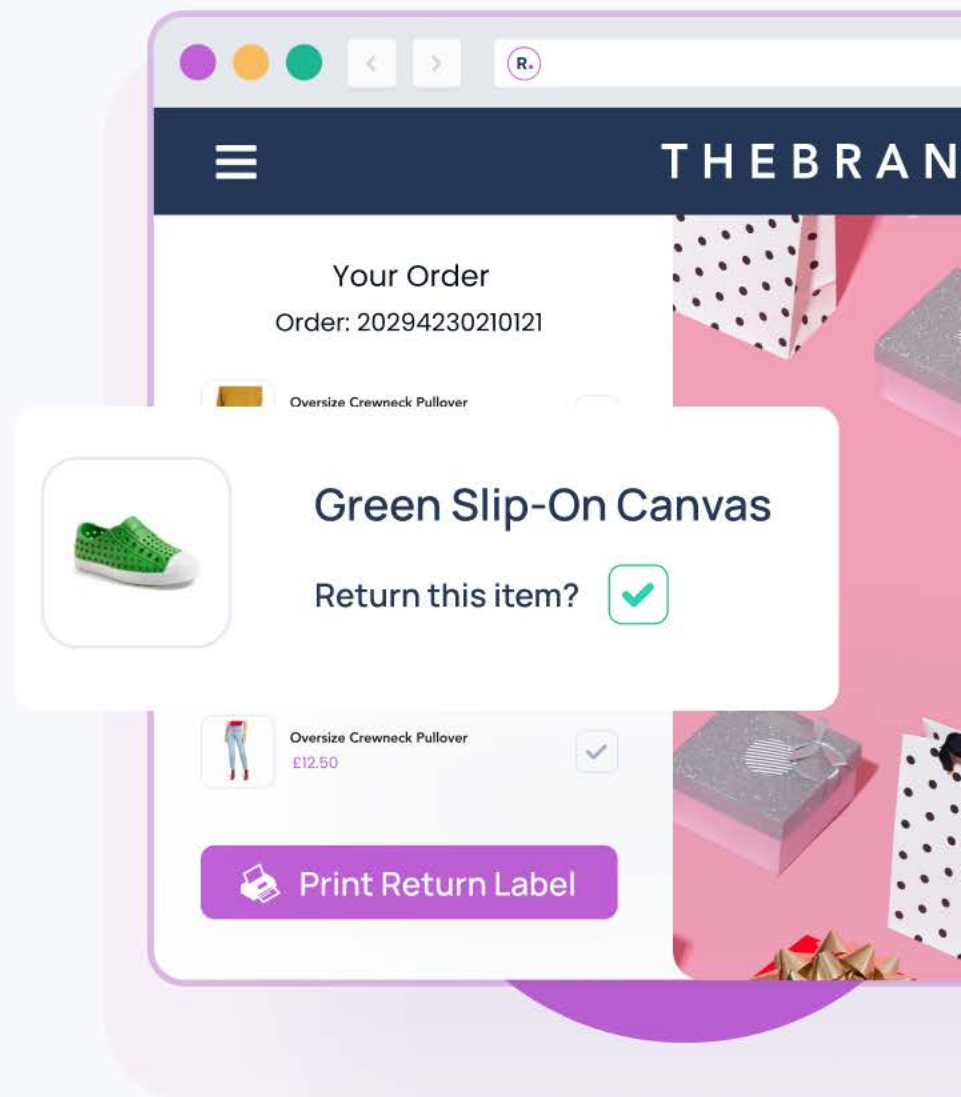 R.
THEBRAN
Your Order
Order: 20294230210121
Oversize Crewneck Pullover
Green Slip-On Canvas
Return this item?
Oversize Crewneck Pullover
£12.50
Print Return Label